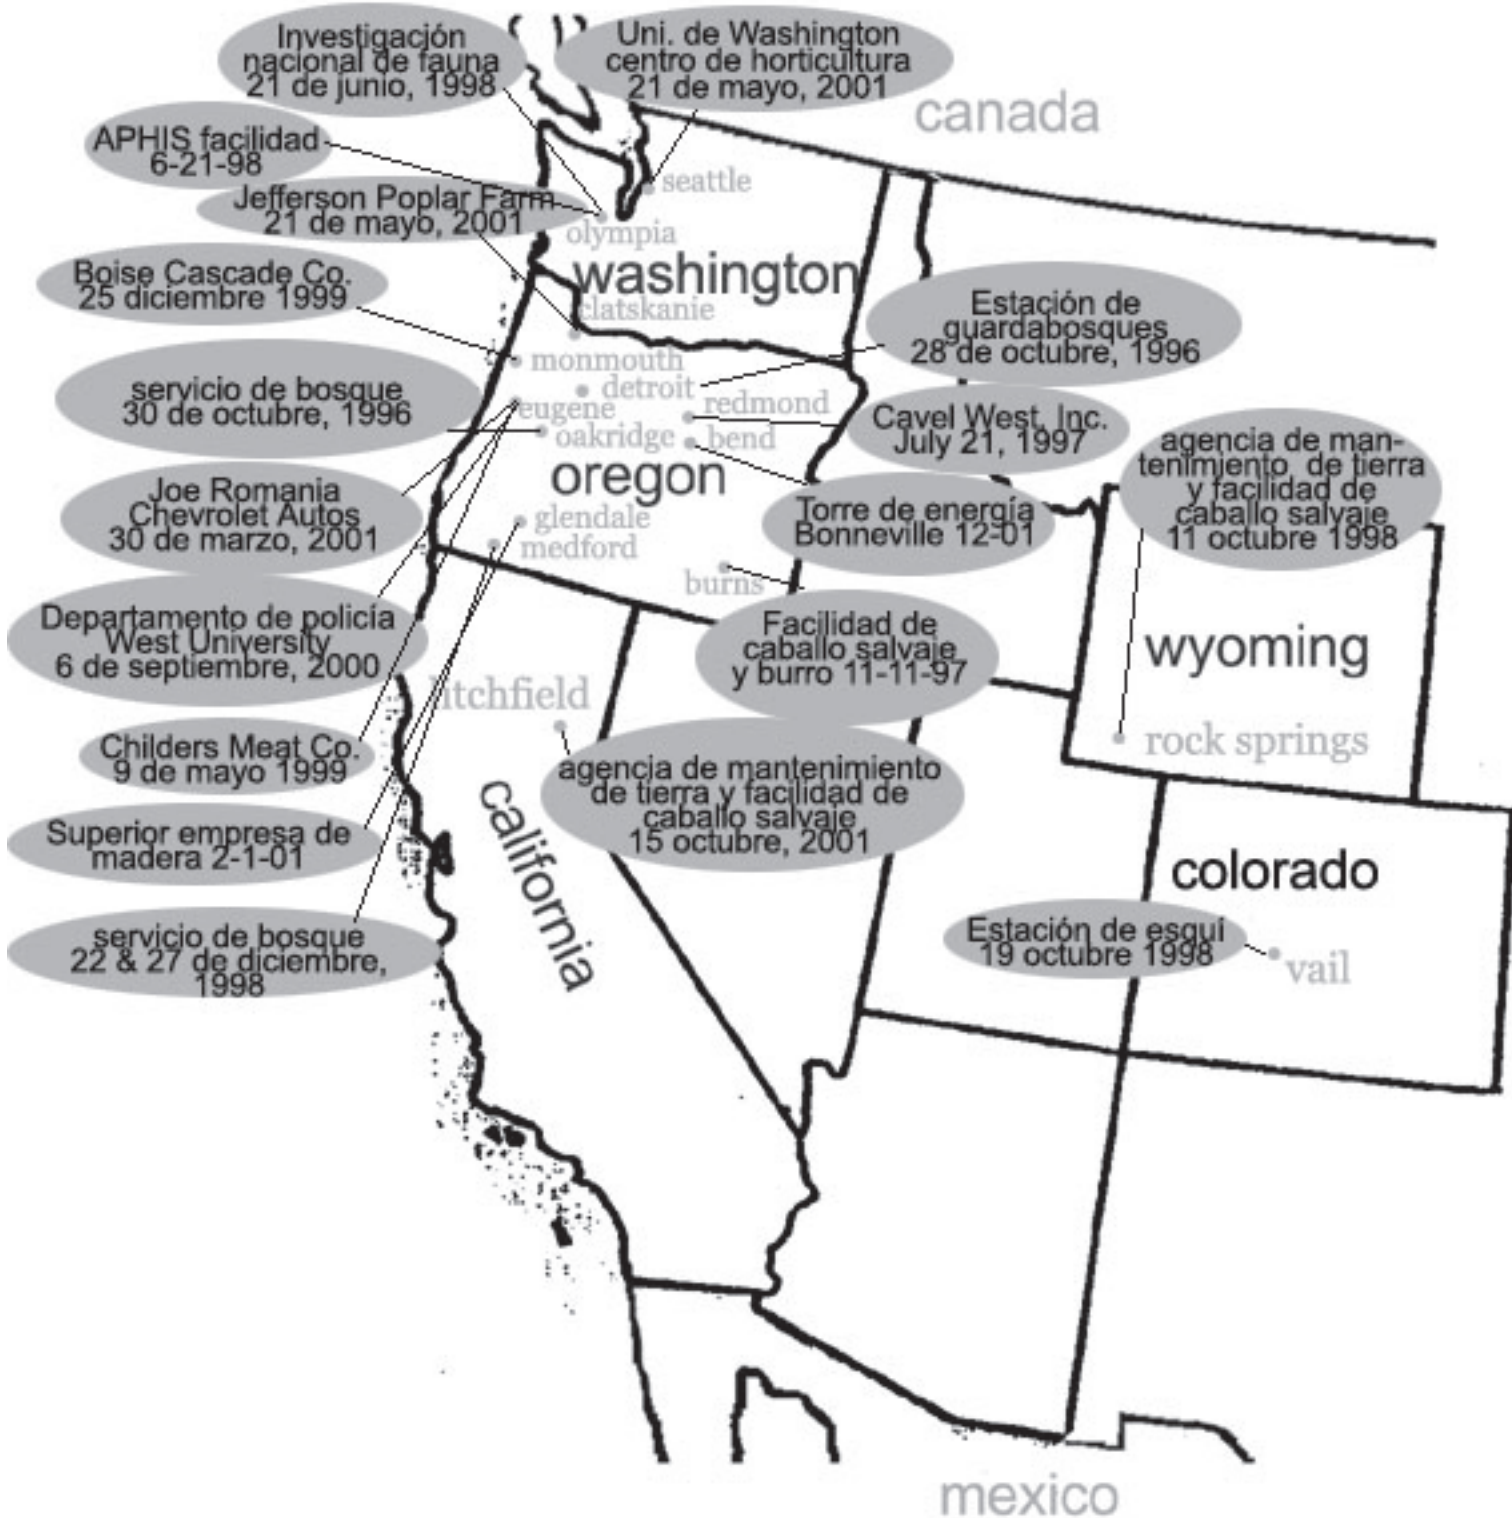 Investigación
nacional de fauna
21 de junio, 1998
Uni. de Washington
centro de horticultura
21 de mayo, 2001
canada
APHIS facilidad
6-21-98
seattle
Jefferson Poplar Farm
21 de mayo, 2001
olympia
washington
Boise Cascade Co.
25 diciembre 1999
clatskanie
Estación de
guardabosques
28 de octubre, 1996
monmouth
detroit
servicio de bosque
30 de octubre, 1996
eugene
redmond
Cavel West, Inc.
July 21, 1997
oakridge
bend
agencia de man-
tenimiento de tierra
y facilidad de
caballo salvaje
11 octubre 1998
oregon
Joe Romania
Chevrolet Autos
30 de marzo, 2001
Torre de energía
Bonneville 12-01
glendale
medford
burns
Departamento de policía
West University
6 de septiembre, 2000
Facilidad de
caballo salvaje
y burro 11-11-97
wyoming
litchfield
rock springs
Childers Meat Co.
9 de mayo 1999
agencia de mantenimiento
de tierra y facilidad de
caballo salvaje
15 octubre, 2001
california
Superior empresa de
madera 2-1-01
colorado
servicio de bosque
22 & 27 de diciembre,
1998
Estación de esquí
19 octubre 1998
vail
mexico